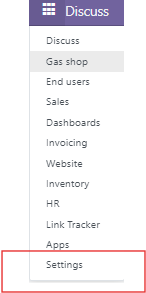 Discuss
Discuss
Gas shop
End users
Sales
Dashboards
Invoicing
Website
Inventory
HR
Link Tracker
Apps
Settings